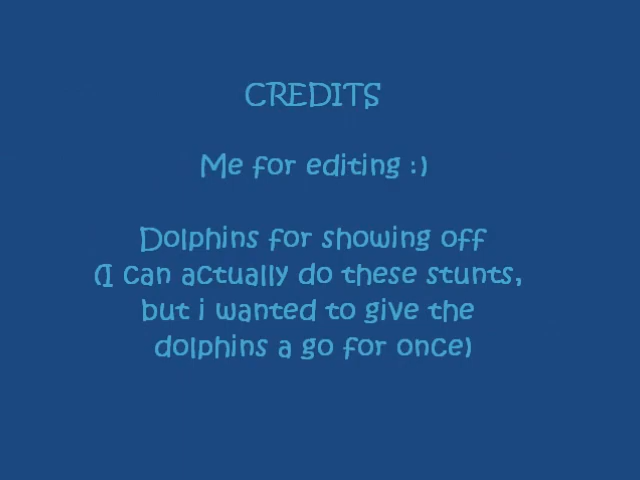 CREDITS
Me for editing :)
Dolphins for showing off
(I can actually do these stunts,
but i wanted to give the
dolphins a go for once)